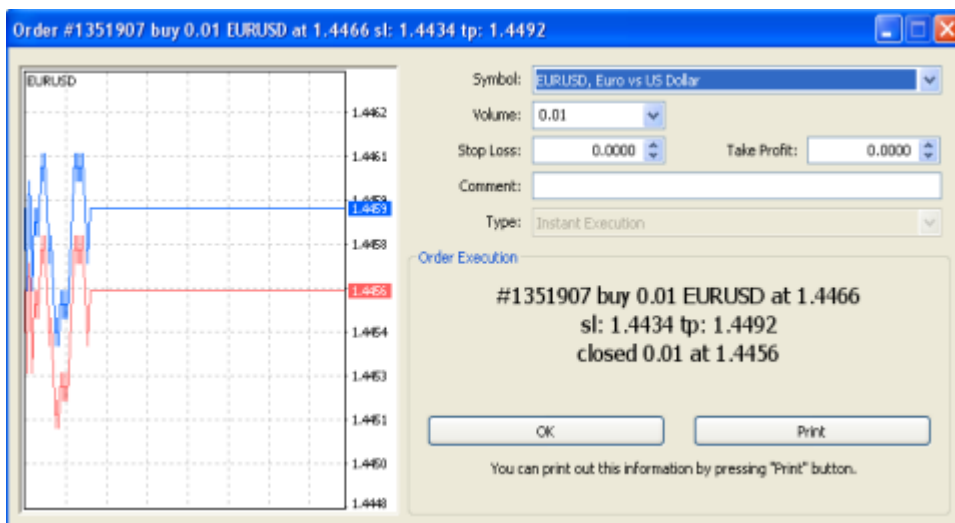 Order #1351907 buy 0.01 EURUSD at 1.4466 sl: 1.4434 tp: 1.4492
EURUSD
1.4462
1.4461
1.4459
1.4459
1.4458
1.4456
1.4454
1.4453
1.4451
1.4450
1.4448
Symbol: EURUSD, Euro vs US Dollar
Volume: 0.01
Stop Loss: 0.0000 Take Profit: 0.0000
Comment:
Type: Instant Execution
Order Execution
#1351907 buy 0.01 EURUSD at 1.4466
sl: 1.4434 tp: 1.4492
closed 0.01 at 1.4456
OK Print
You can print out this information by pressing "Print" button.